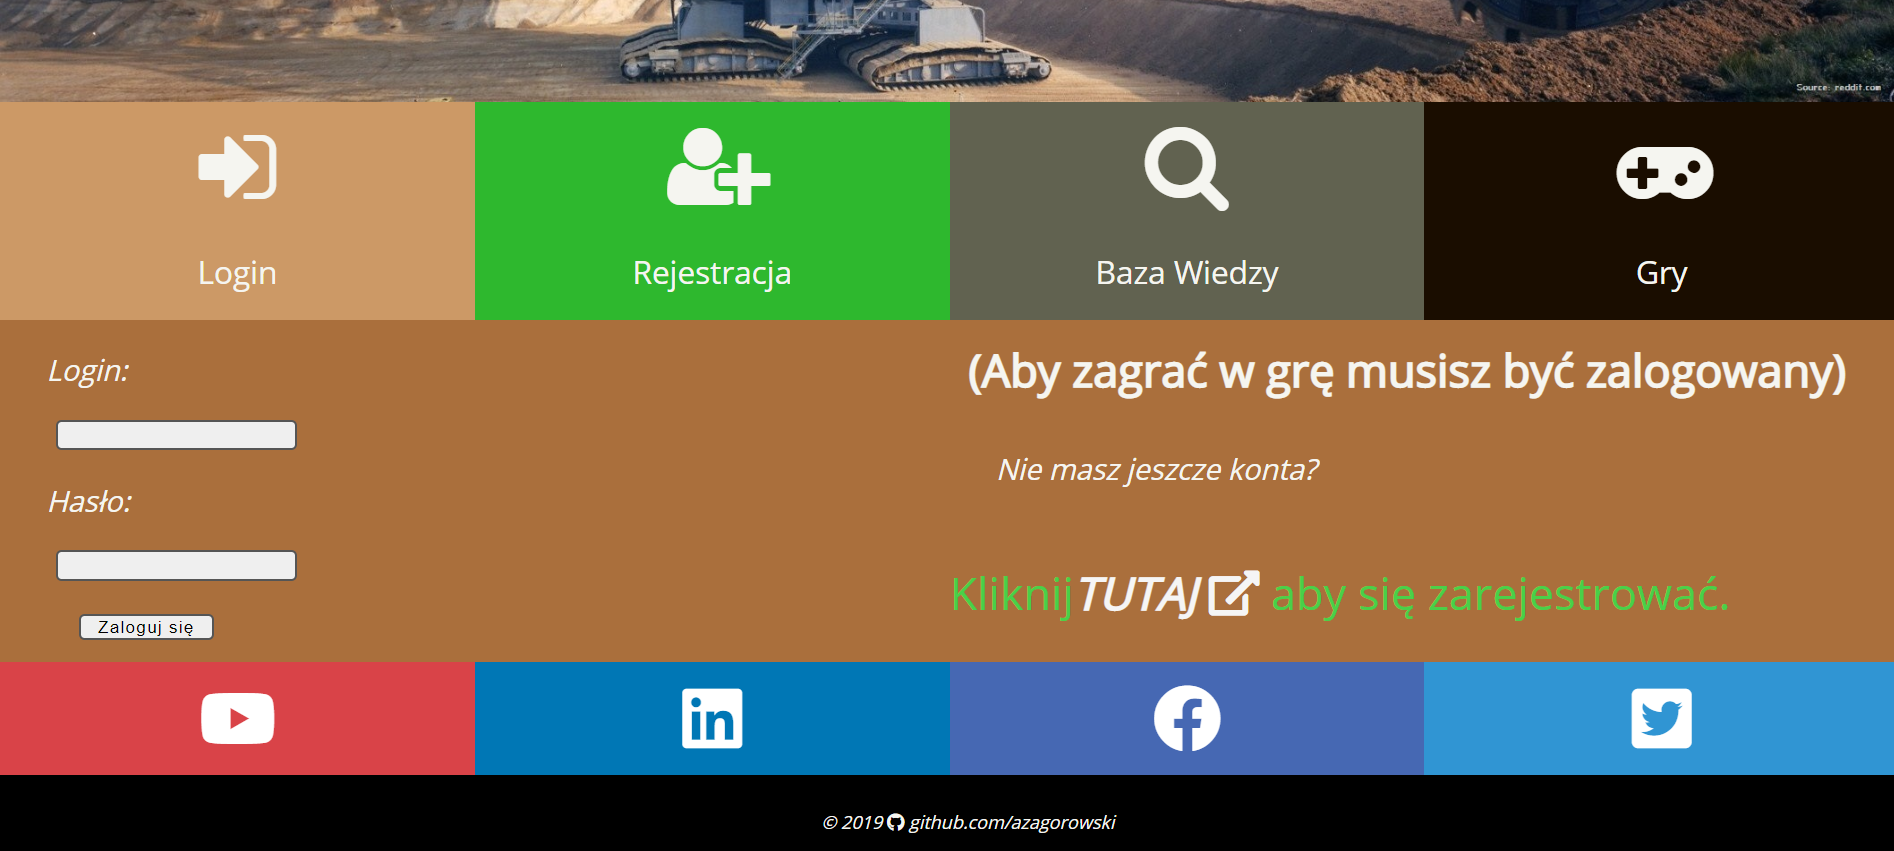 Source: reddit.com
Login
Rejestracja
Baza Wiedzy
Gry
Login:
Hasło:
Zaloguj się
(Aby zagrać w grę musisz być zalogowany)
Nie masz jeszcze konta?
Kliknij TUTAJ aby się zarejestrować.
© 2019 github.com/azagorowski